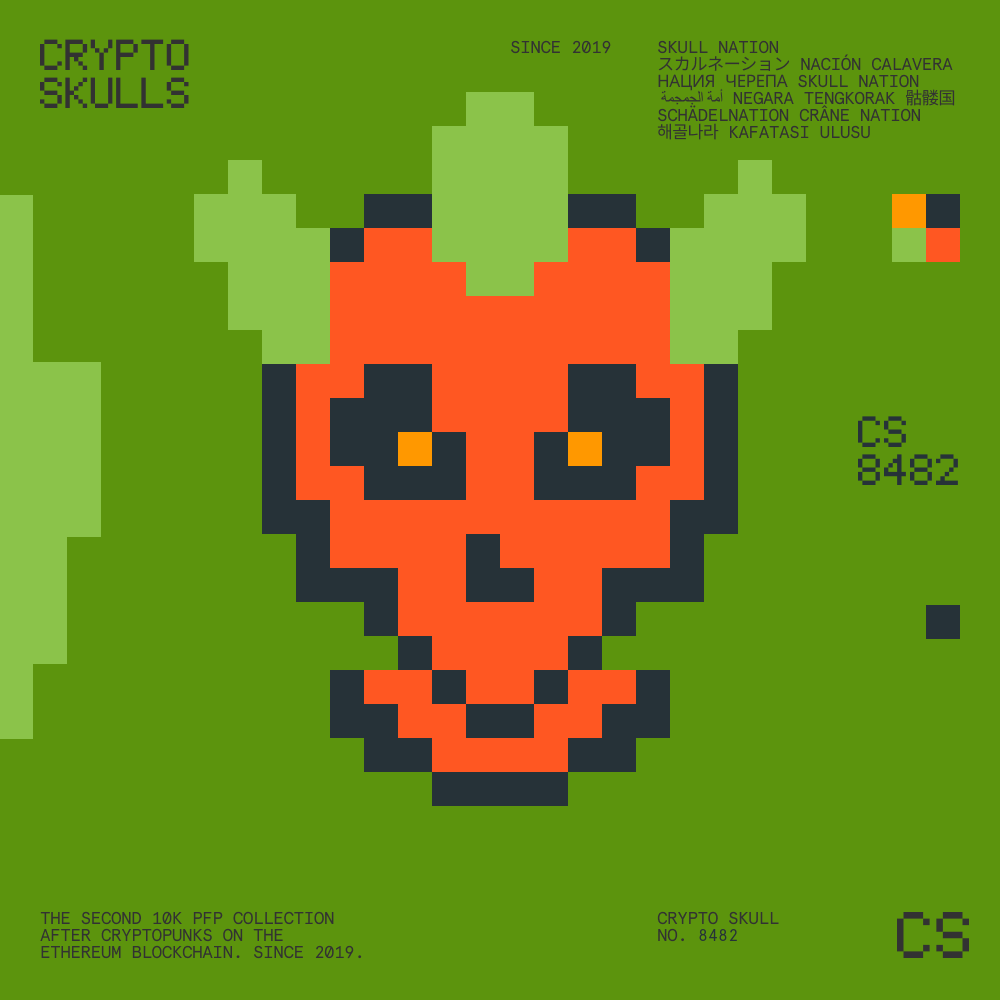 CRYPTO
SKULLS
SINCE 2019
SKULL NATION
スカルネーション NACIÓN CALAVERA
НАЦИЯ ЧЕРЕПА SKULL NATION
أمة الجمجمة NEGARA TENGKORAK 骷髅国
SCHÄDELNATION CRÂNE NATION
해골나라 KAFATASI ULUSU
CS
8482
THE SECOND 10K PFP COLLECTION
AFTER CRYPTOPUNKS ON THE
ETHEREUM BLOCKCHAIN. SINCE 2019.
CRYPTO SKULL
NO. 8482
CS